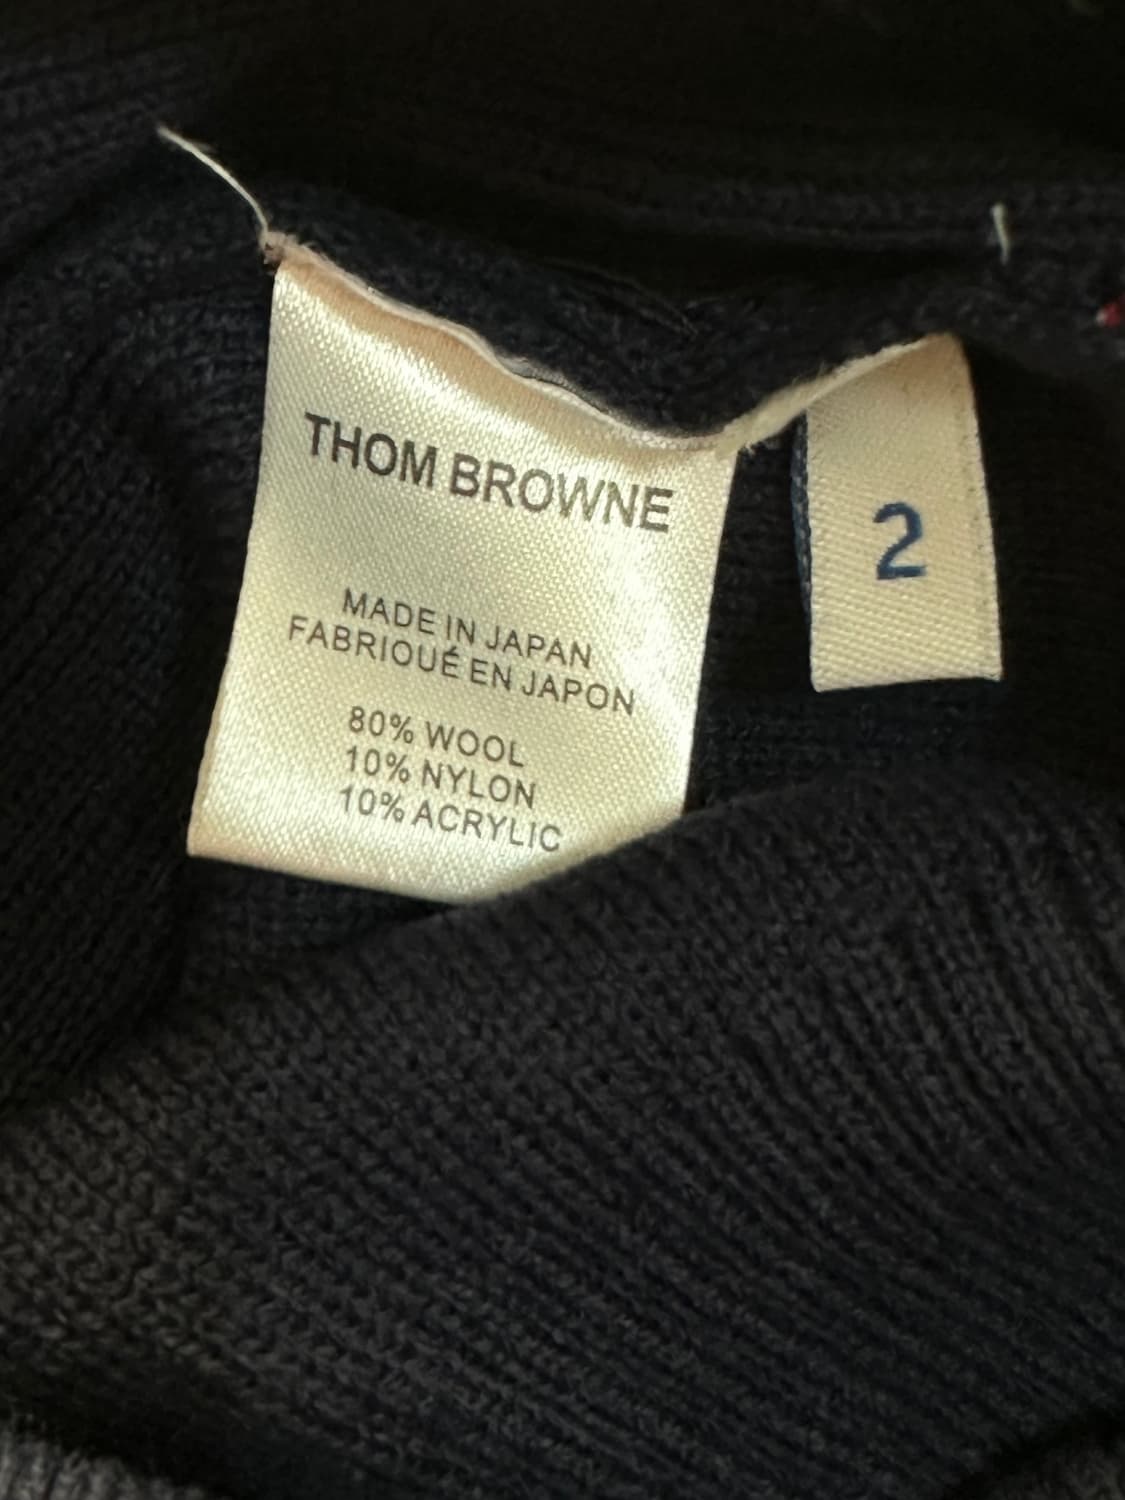 THOM BROWNE
MADE IN JAPAN
FABRIQUÉ EN JAPON
80% WOOL
10% NYLON
10% ACRYLIC
2